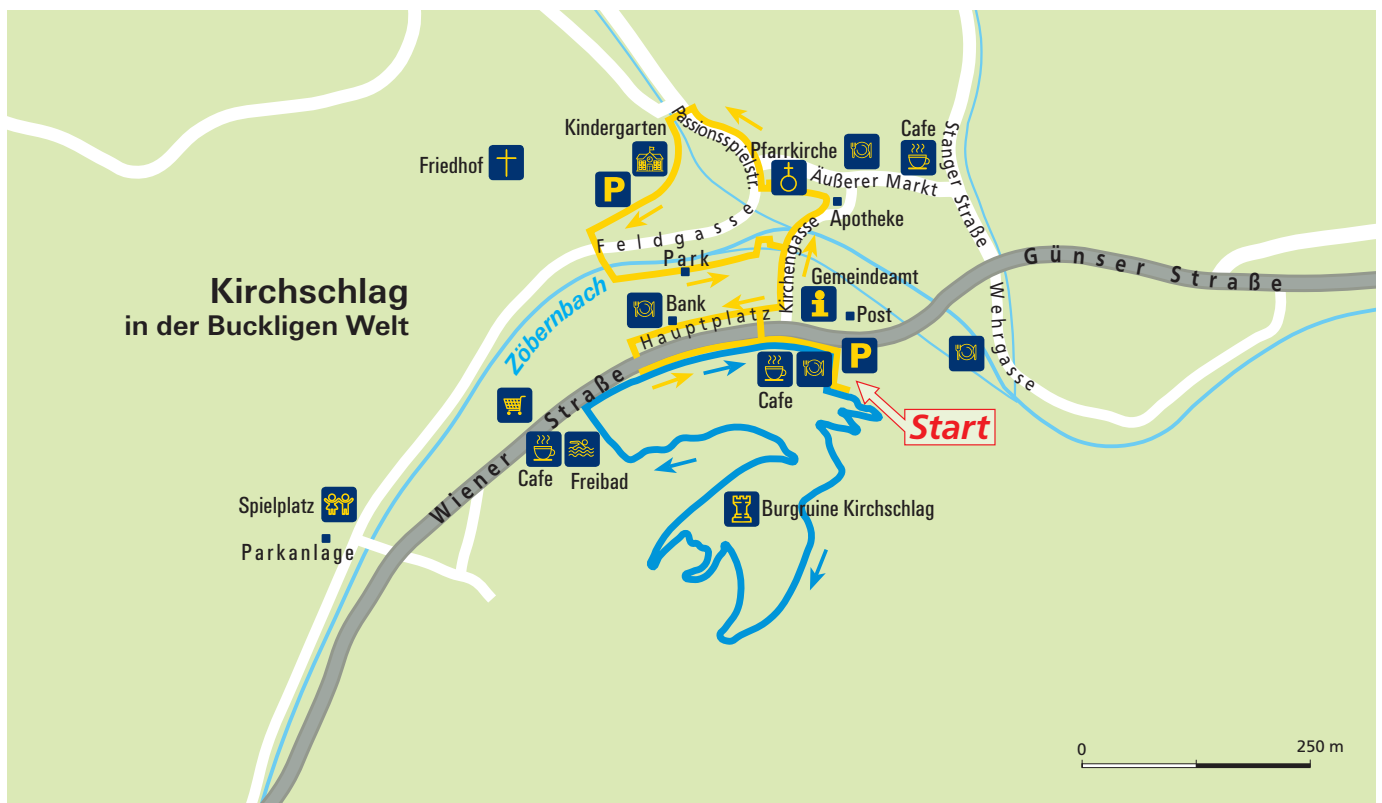 Kindergarten
Passionsspielstr.
Pfarrkirche
Cafe
Friedhof
P
Äußerer Markt
Stanger Straße
Apotheke
Feldgasse
Kirchengasse
Park
Günser Straße
Kirchschlag
in der Buckligen Welt
Zöbernbach
Gemeindeamt
Bank
Hauptplatz
Post
Wehrgasse
P
Cafe
Start
Wiener Straße
Cafe
Freibad
Spielplatz
Burgruine Kirchschlag
Parkanlage
0
250 m